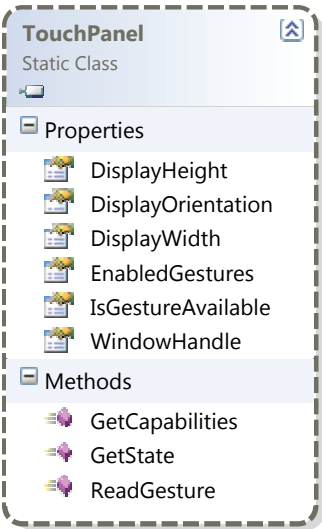 TouchPanel
Static Class
Properties
DisplayHeight
DisplayOrientation
DisplayWidth
EnabledGestures
IsGestureAvailable
WindowHandle
Methods
GetCapabilities
GetState
ReadGesture